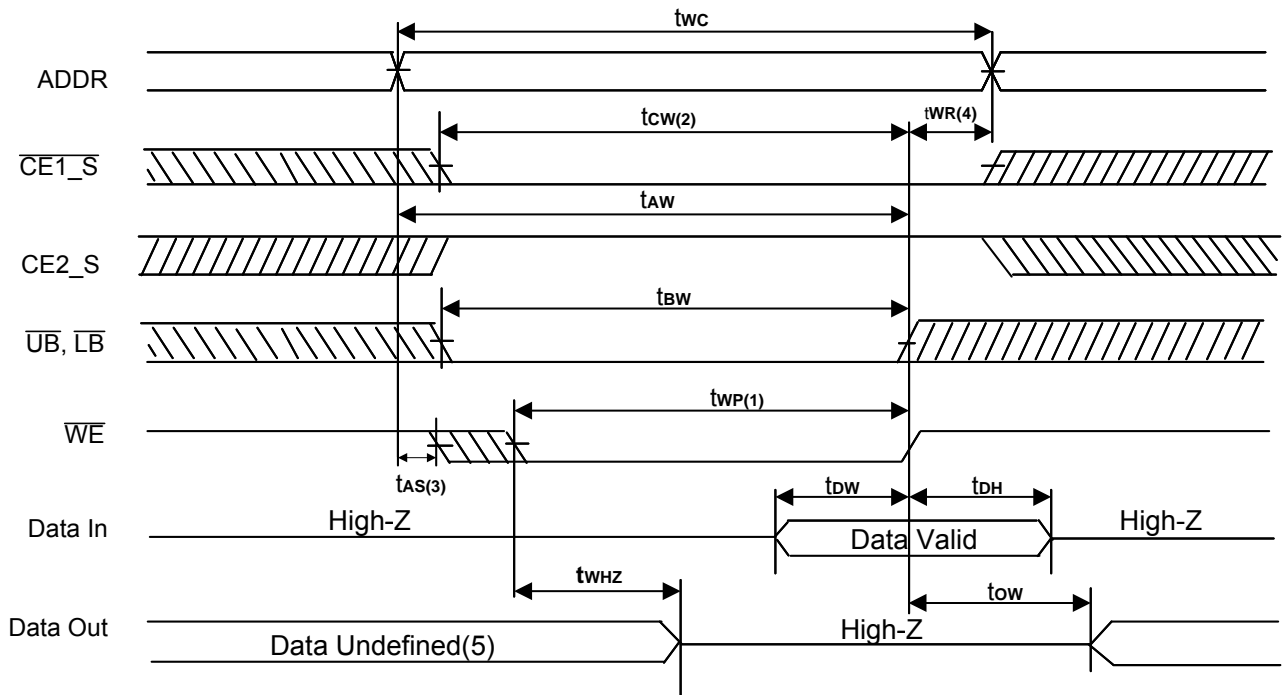 tWC
ADDR
tCW(2)
tWR(4)
CE1_S
tAW
CE2_S
tBW
UB, LB
tWP(1)
WE
tAS(3)
tDW
tDH
Data In
High-Z
Data Valid
High-Z
tWHZ
tOW
Data Out
Data Undefined(5)
High-Z